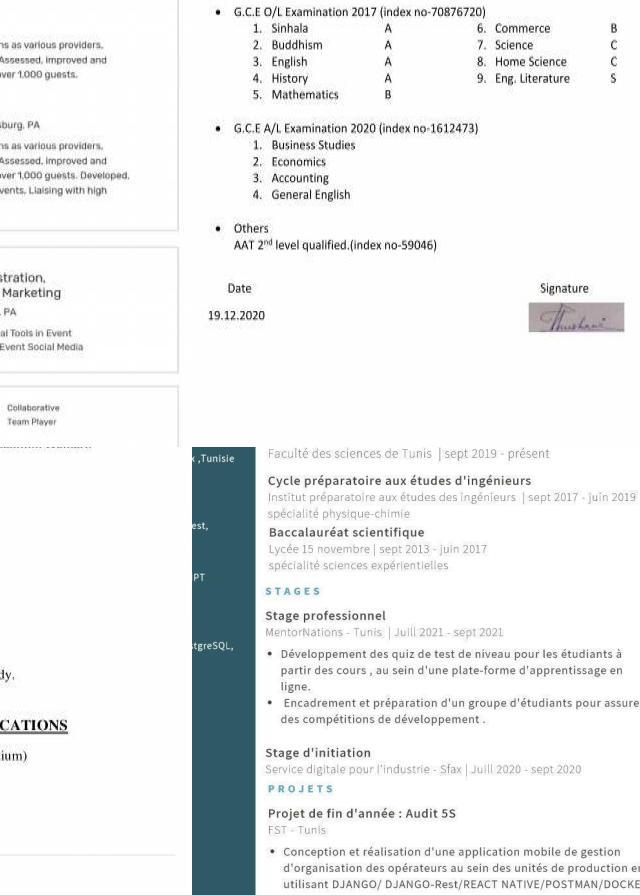 ns as various providers,
Assessed, improved and
ver 1,000 guests.
sburg, PA
ns as various providers,
Assessed, improved and
ver 1,000 guests. Developed,
vents, Liaising with high
stration,
Marketing
, PA
al Tools in Event
Event Social Media
Collaborative
Team Player
• G.C.E O/L Examination 2017 (index no-70876720)
1. Sinhala A 6. Commerce B
2. Buddhism A 7. Science C
3. English A 8. Home Science C
4. History A 9. Eng. Literature S
5. Mathematics B
• G.C.E A/L Examination 2020 (index no-1612473)
1. Business Studies
2. Economics
3. Accounting
4. General English
• Others
AAT 2nd level qualified.(index no-59046)
Date Signature
19.12.2020
dy.
CATIONS
ium)
x ,Tunisie
est,
PT
stgreSQL,
Faculté des sciences de Tunis | sept 2019 - présent
Cycle préparatoire aux études d'ingénieurs
Institut préparatoire aux études des ingénieurs | sept 2017 - juin 2019
spécialité physique-chimie
Baccalauréat scientifique
Lycée 15 novembre | sept 2013 - juin 2017
spécialité sciences expérientielles
STAGES
Stage professionnel
MentorNations - Tunis | Juill 2021 - sept 2021
• Développement des quiz de test de niveau pour les étudiants à
partir des cours , au sein d'une plate-forme d'apprentissage en
ligne.
• Encadrement et préparation d'un groupe d'étudiants pour assure
des compétitions de développement .
Stage d'initiation
Service digitale pour l'industrie - Sfax | Juill 2020 - sept 2020
PROJETS
Projet de fin d'année : Audit 5S
FST - Tunis
• Conception et réalisation d'une application mobile de gestion
d'organisation des opérateurs au sein des unités de production en
utilisant DJANGO/ DJANGO-Rest/REACT NATIVE/POSTMAN/DOCKE